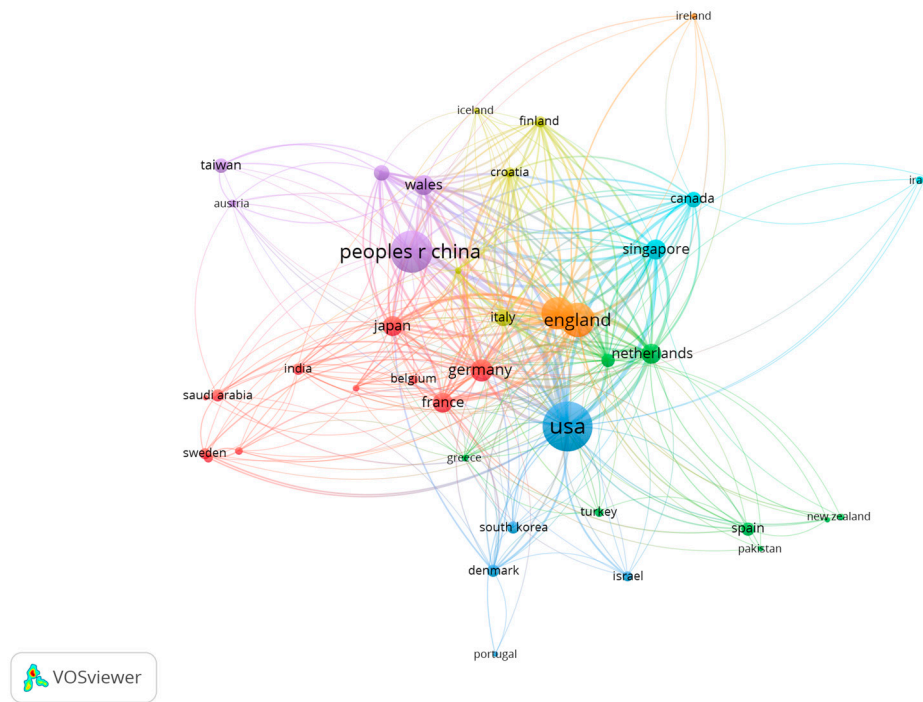 ireland
iceland
finland
croatia
taiwan
wales
canada
austria
peoples r china
singapore
italy
england
japan
netherlands
india
belgium
germany
saudi arabia
france
usa
sweden
greece
turkey
new zealand
south korea
spain
pakistan
denmark
israel
portugal
VOSviewer